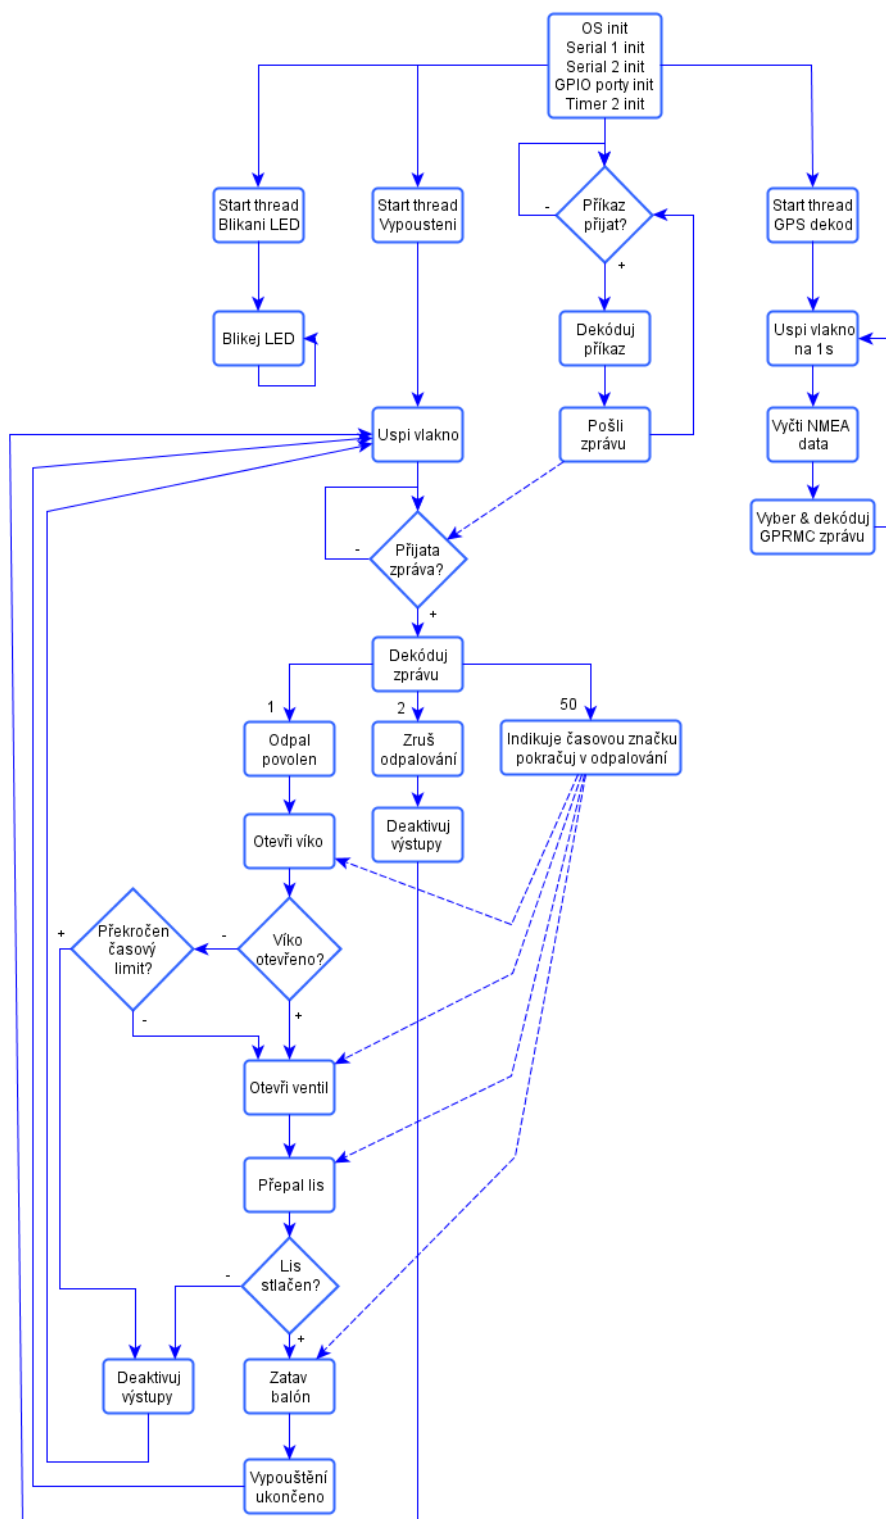 OS init
Serial 1 init
Serial 2 init
GPIO porty init
Timer 2 init
Start thread
Blikani LED
Start thread
Vypousteni
Příkaz
přijat?
-
+
Start thread
GPS dekod
Blikej LED
Dekóduj
příkaz
Uspi vlakno
na 1s
Uspi vlakno
Pošli
zprávu
Vyčti NMEA
data
Vyber & dekóduj
GPRMC zprávu
Přijata
zpráva?
-
+
Dekóduj
zprávu
1
2
50
Odpal
povolen
Zruš
odpalování
Indikuje časovou značku
pokračuj v odpalování
Otevři víko
Deaktivuj
výstupy
+
Překročen
časový
limit?
-
-
Víko
otevřeno?
+
Otevři ventil
Přepal lis
Lis
stlačen?
-
+
Deaktivuj
výstupy
Zatav
balón
Vypouštění
ukončeno